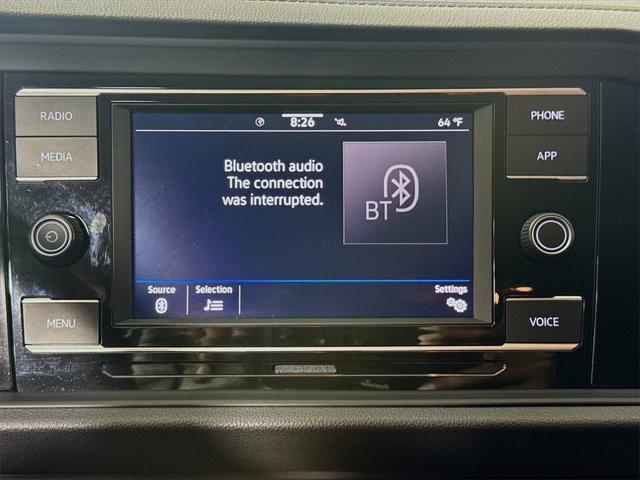 RADIO
MEDIA
MENU
8:26
64 °F
Bluetooth audio
The connection
was interrupted.
BT
Source
Selection
Settings
PHONE
APP
VOICE